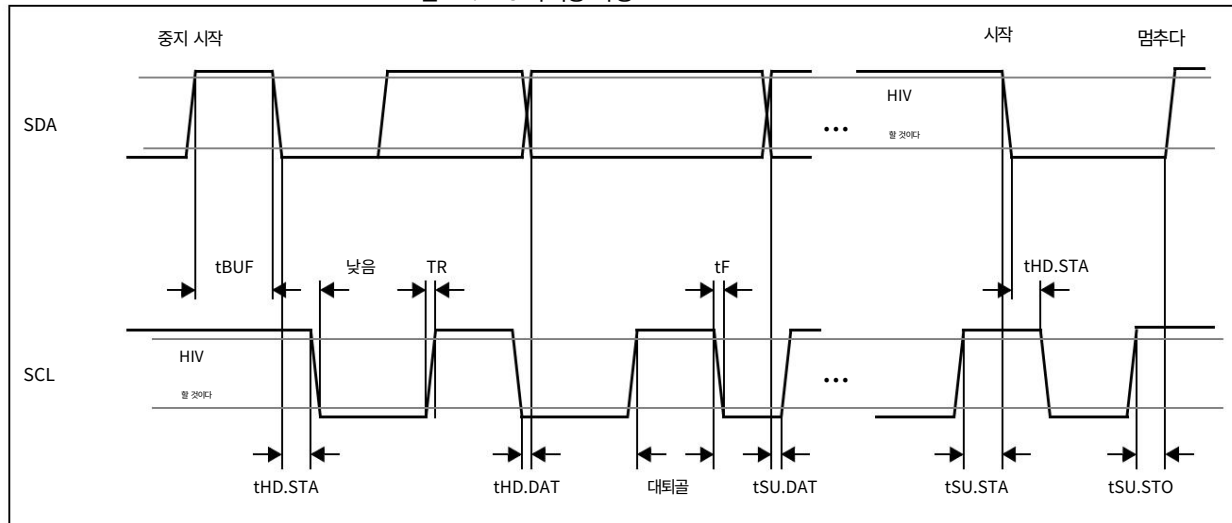 중지 시작
시작
멈추다
SDA
HIV
할 것이다
...
tBUF
낮음
TR
tF
tHD.STA
SCL
HIV
할 것이다
...
tHD.STA
tHD.DAT
대퇴골
tSU.DAT
tSU.STA
tSU.STO